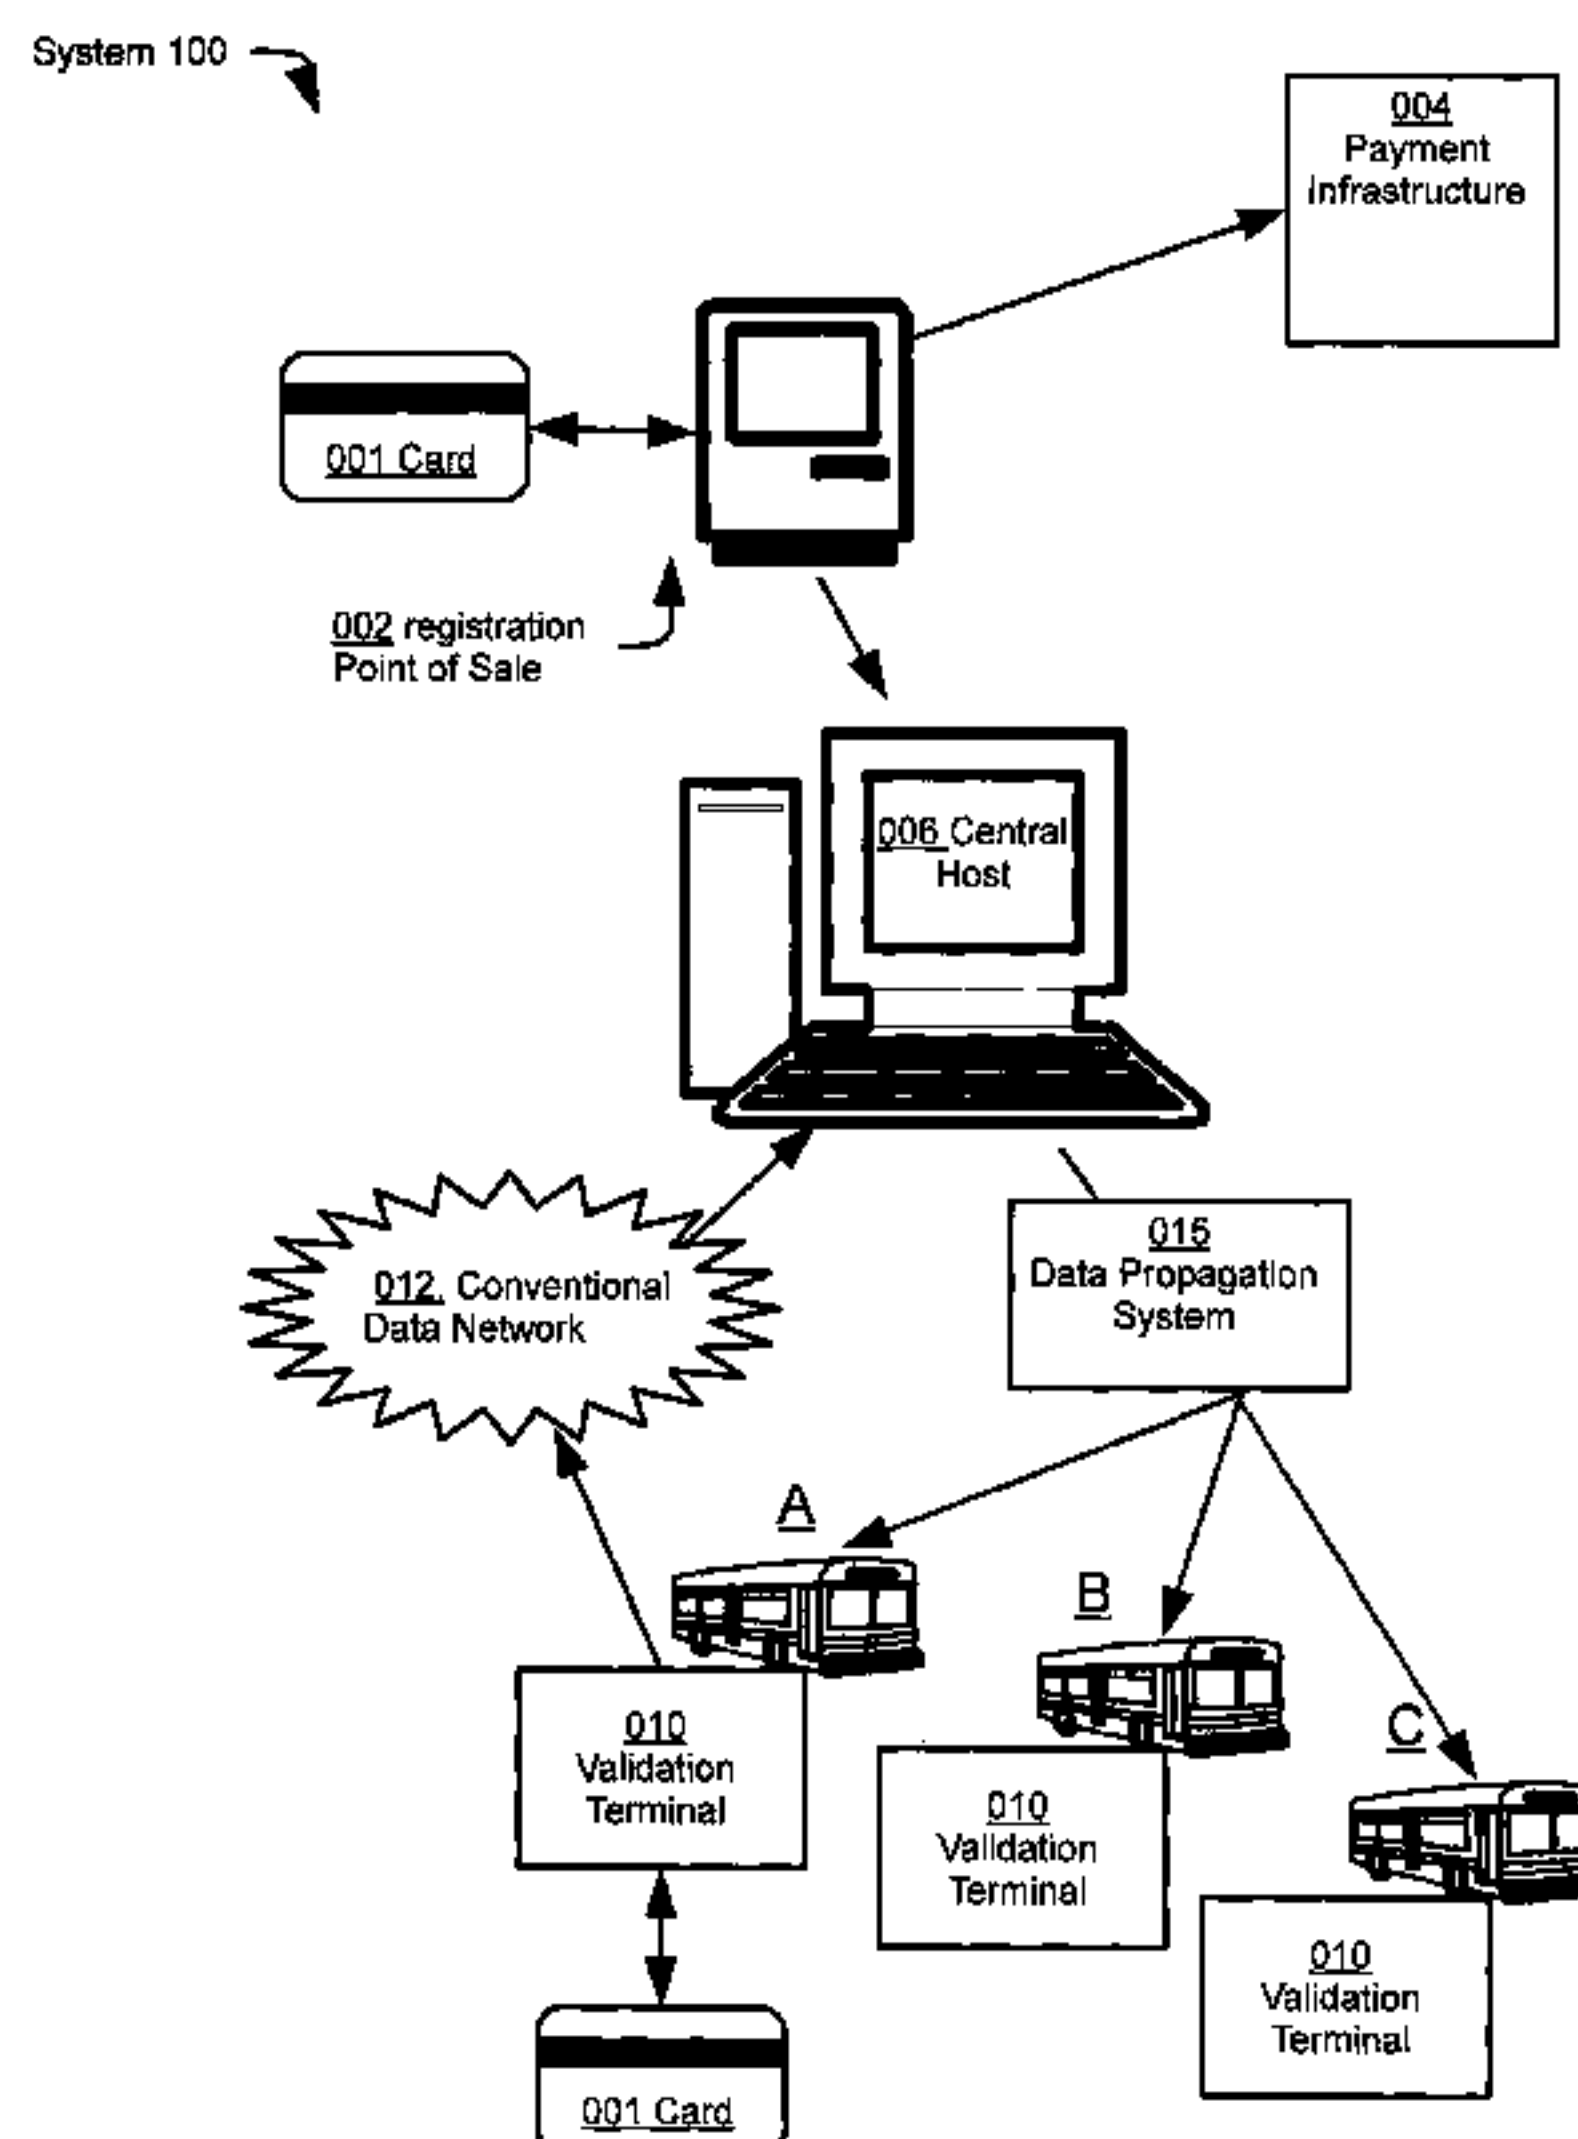 System 100
004
Payment
Infrastructure
001 Card
002 registration
Point of Sale
006 Central
Host
012. Conventional
Data Network
015
Data Propagation
System
A
B
C
010
Validation
Terminal
010
Validation
Terminal
010
Validation
Terminal
001 Card